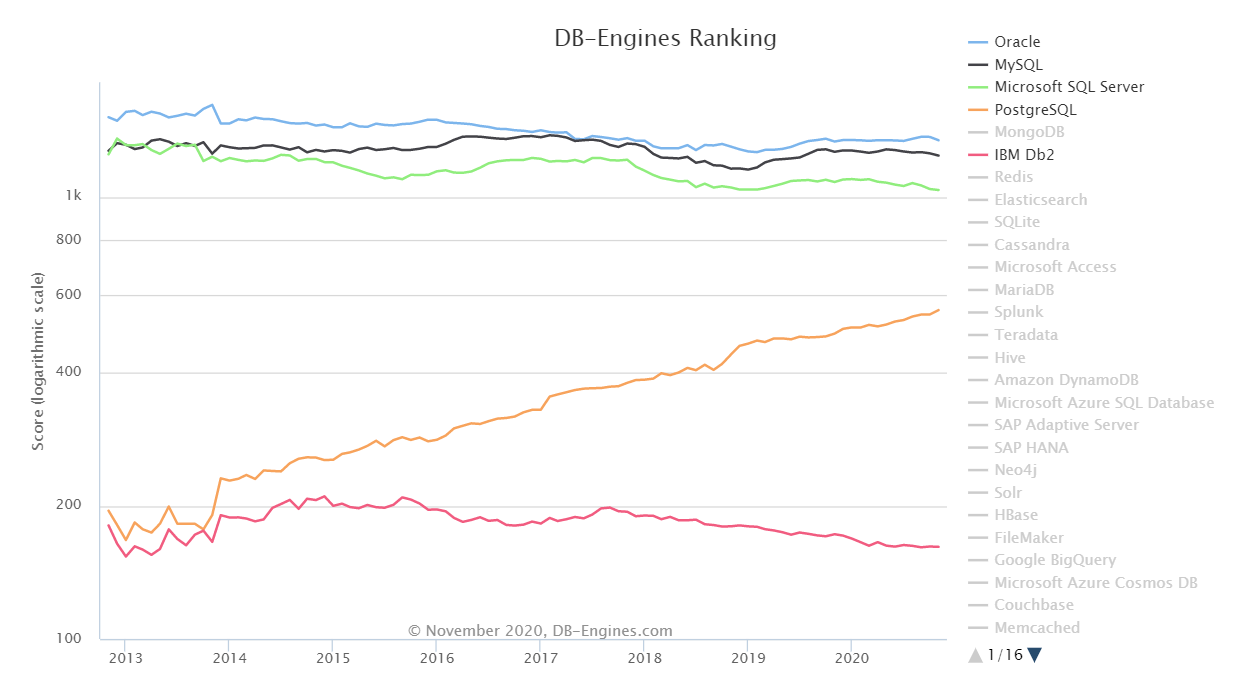 DB-Engines Ranking
Score (logarithmic scale)
1k
800
600
400
200
100
2013 2014 2015 2016 2017 2018 2019 2020
© November 2020, DB-Engines.com
Oracle
MySQL
Microsoft SQL Server
PostgreSQL
MongoDB
IBM Db2
Redis
Elasticsearch
SQLite
Cassandra
Microsoft Access
MariaDB
Splunk
Teradata
Hive
Amazon DynamoDB
Microsoft Azure SQL Database
SAP Adaptive Server
SAP HANA
Neo4j
Solr
HBase
FileMaker
Google BigQuery
Microsoft Azure Cosmos DB
Couchbase
Memcached
1/16